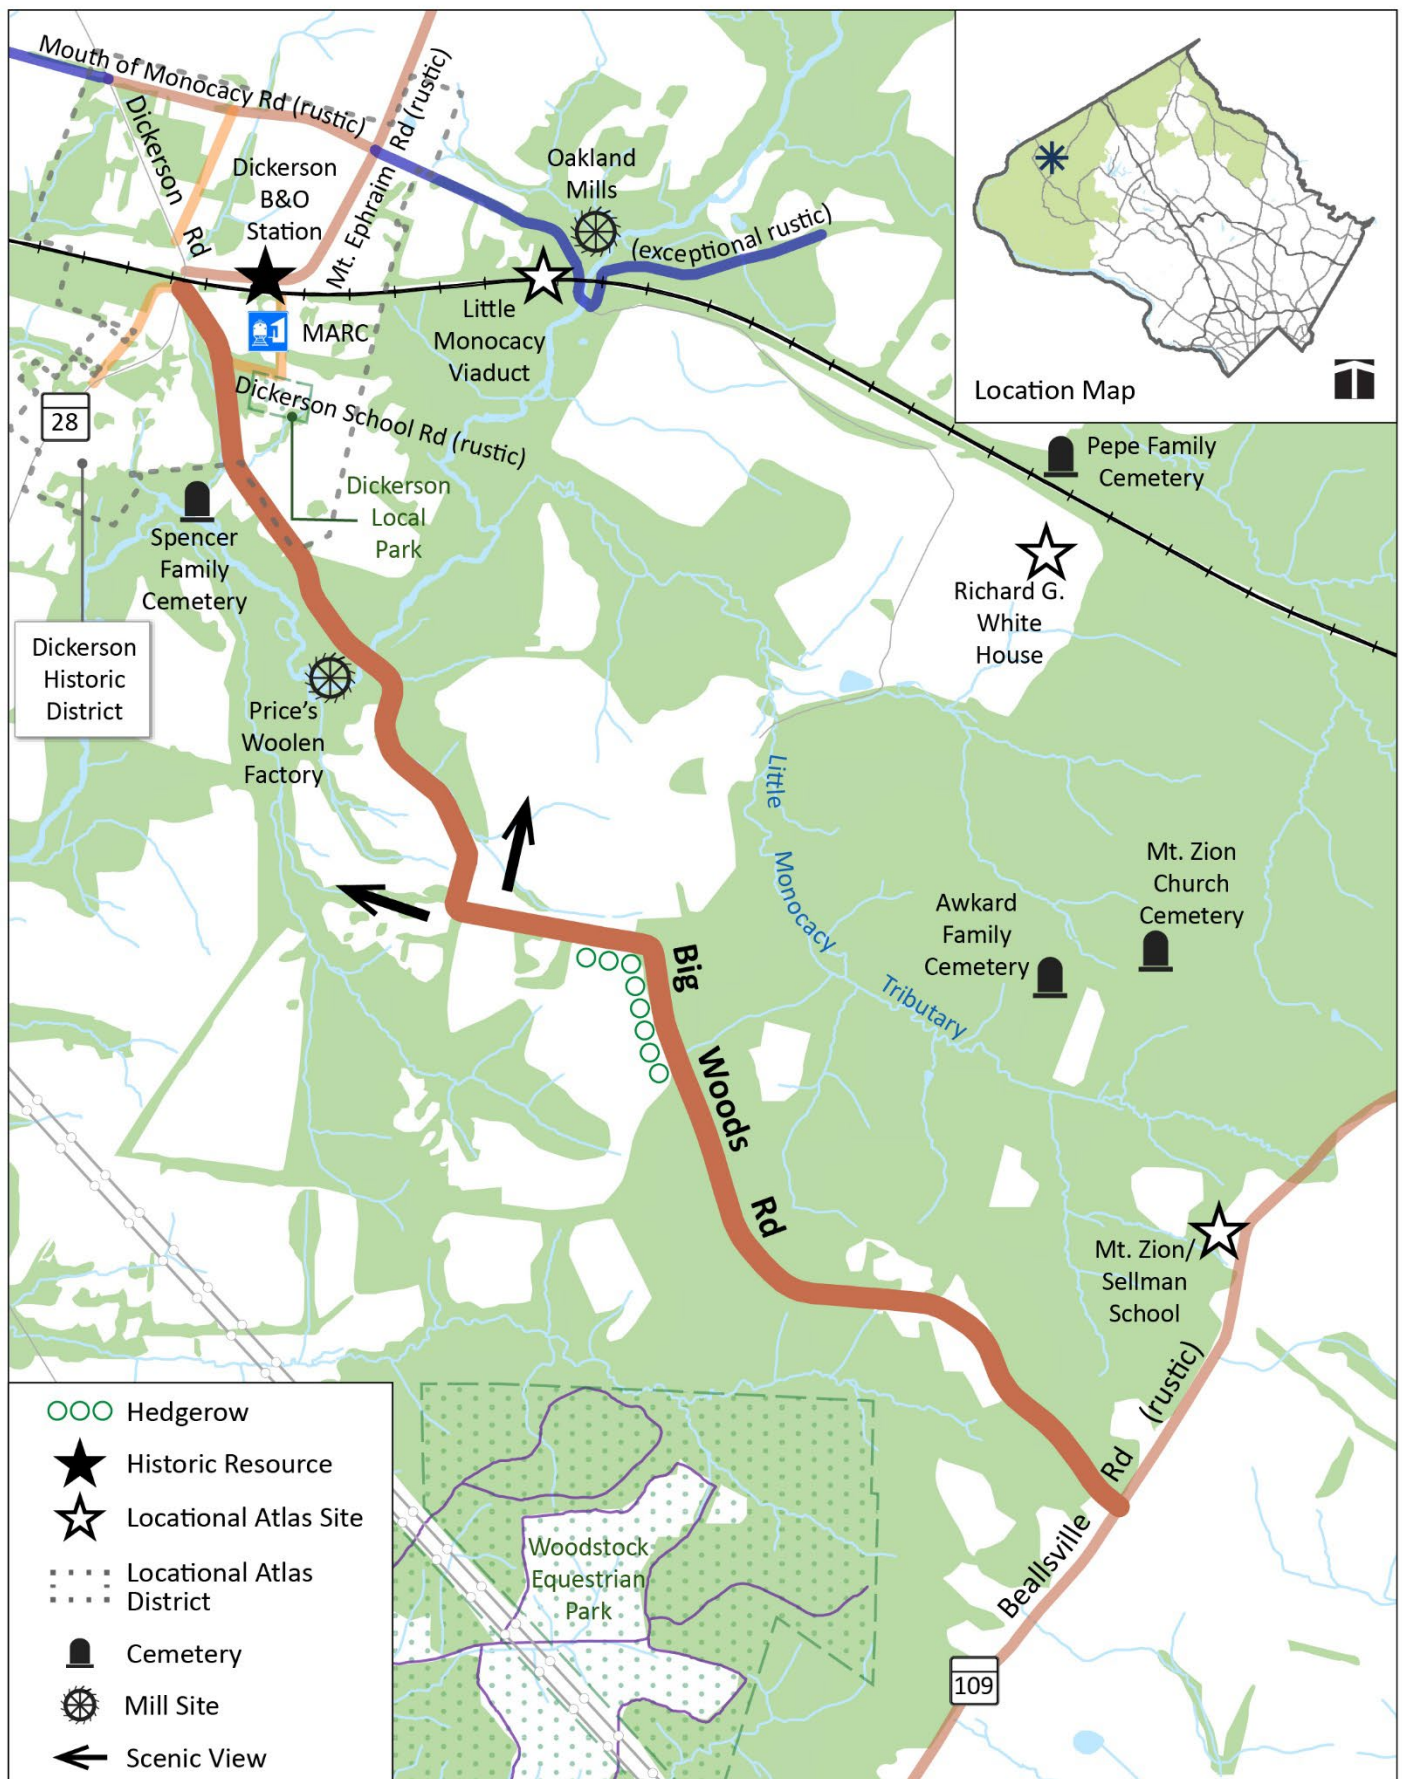 Mouth of Monocacy Rd (rustic)
Dickerson
Rd
Mt. Ephraim
Rd (rustic)
Dickerson
B&O
Station
Oakland
Mills
(exceptional rustic)
Little
Monocacy
Viaduct
MARC
Location Map
28
Dickerson School Rd (rustic)
Dickerson
Local
Park
Pepe Family
Cemetery
Spencer
Family
Cemetery
Richard G.
White
House
Dickerson
Historic
District
Price's
Woolen
Factory
Little
Monocacy
Tributary
Mt. Zion
Church
Cemetery
Awkard
Family
Cemetery
Big
Woods
Rd
Mt. Zion/
Sellman
School
Beallsville
Rd
(rustic)
109
Woodstock
Equestrian
Park
Hedgerow
Historic Resource
Locational Atlas Site
Locational Atlas
District
Cemetery
Mill Site
Scenic View